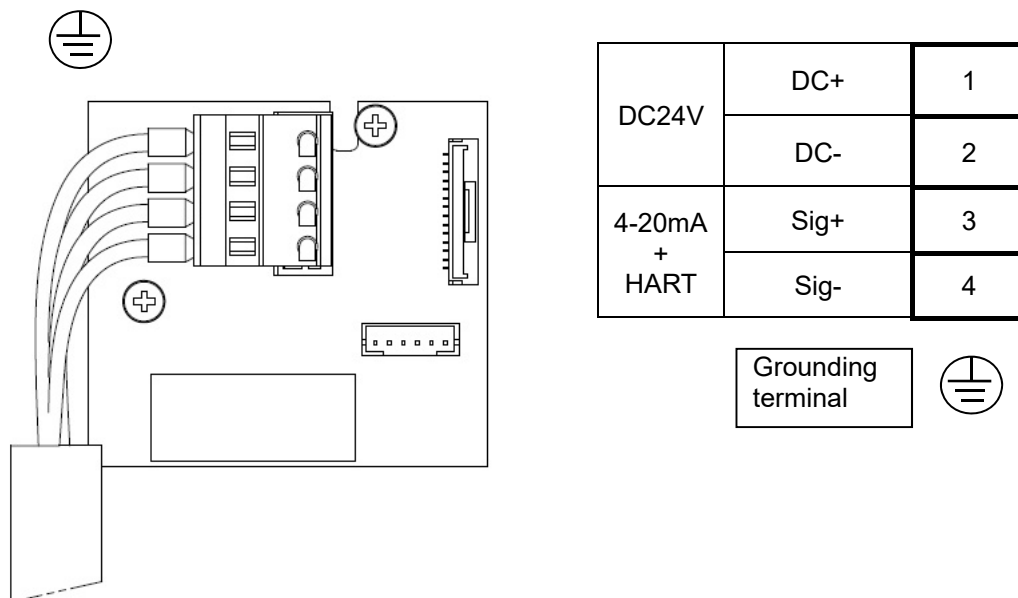 DC24V
DC+
1
DC-
2
4-20mA
+
HART
Sig+
3
Sig-
4
Grounding
terminal